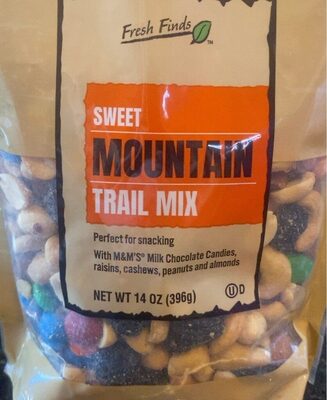 Fresh Finds™
SWEET
MOUNTAIN
TRAIL MIX
Perfect for snacking
With M&M'S® Milk Chocolate Candies,
raisins, cashews, peanuts and almonds
NET WT 14 OZ (396g)
Ⓤ D